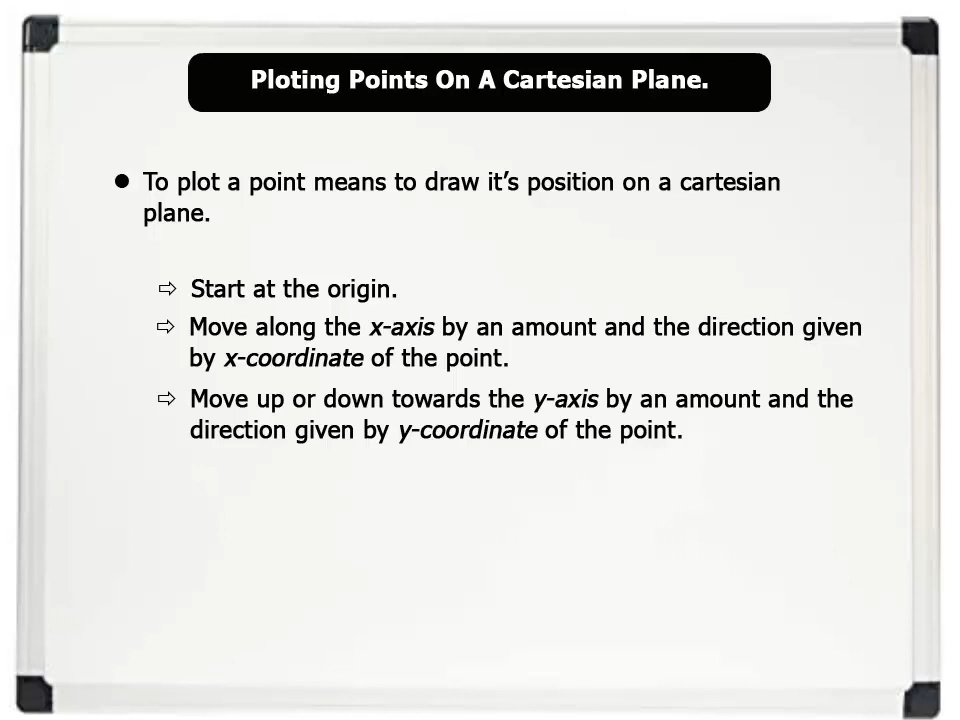 Ploting Points On A Cartesian Plane.
● To plot a point means to draw it’s position on a cartesian
plane.
⇨ Start at the origin.
⇨ Move along the x-axis by an amount and the direction given
by x-coordinate of the point.
⇨ Move up or down towards the y-axis by an amount and the
direction given by y-coordinate of the point.